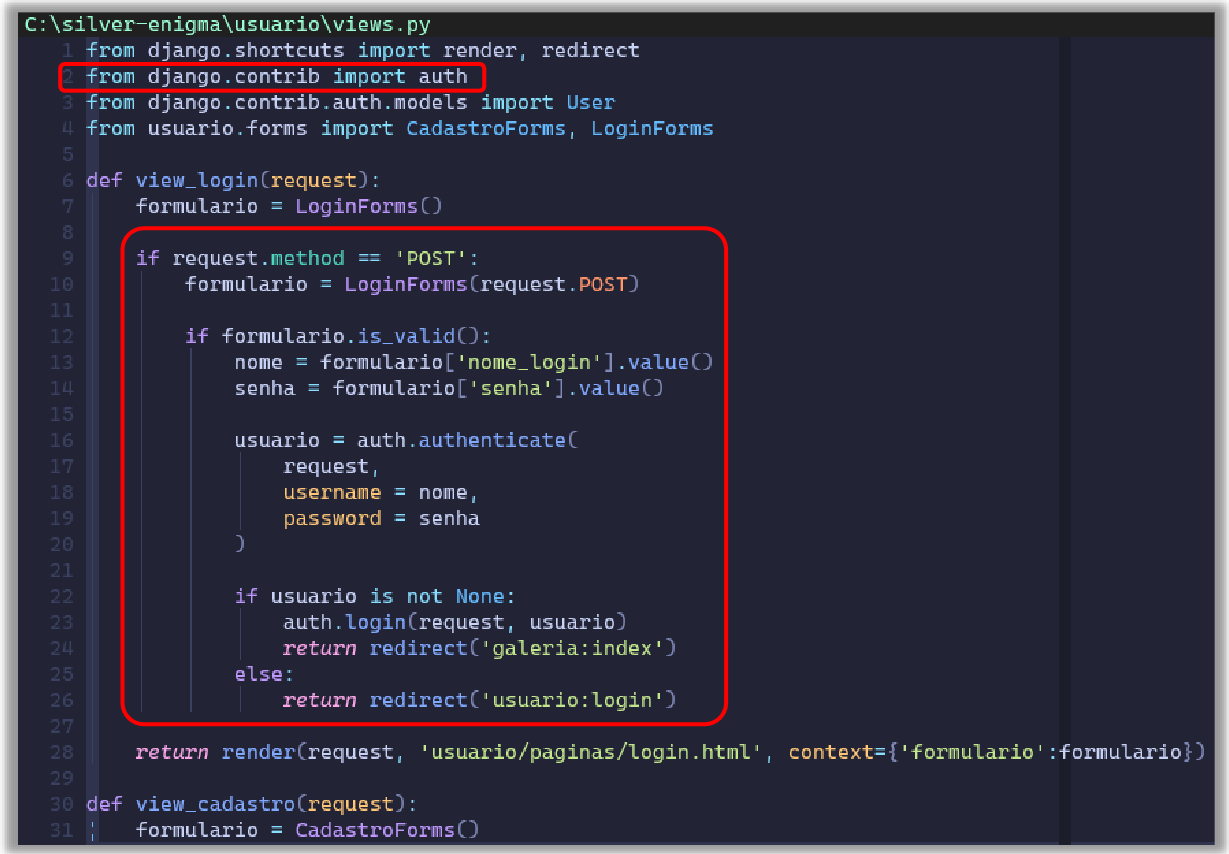 C:\silver-enigma\usuario\views.py
1 from django.shortcuts import render, redirect
2 from django.contrib import auth
3 from django.contrib.auth.models import User
4 from usuario.forms import CadastroForms, LoginForms
5
6 def view_login(request):
7     formulario = LoginForms()
8
9     if request.method == 'POST':
10         formulario = LoginForms(request.POST)
11
12         if formulario.is_valid():
13             nome = formulario['nome_login'].value()
14             senha = formulario['senha'].value()
15
16             usuario = auth.authenticate(
17                 request,
18                 username = nome,
19                 password = senha
20             )
21
22             if usuario is not None:
23                 auth.login(request, usuario)
24                 return redirect('galeria:index')
25             else:
26                 return redirect('usuario:login')
27
28     return render(request, 'usuario/paginas/login.html', context={'formulario':formulario})
29
30 def view_cadastro(request):
31     formulario = CadastroForms()